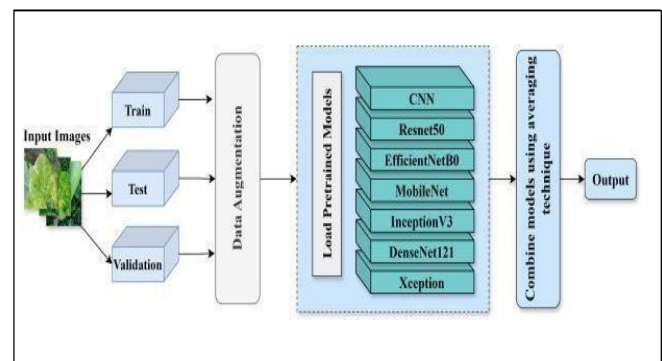 Input Images
Train
Test
Validation
Data Augmentation
Load Pretrained Models
CNN
Resnet50
EfficientNetB0
MobileNet
InceptionV3
DenseNet121
Xception
Combine models using averaging
technique
Output